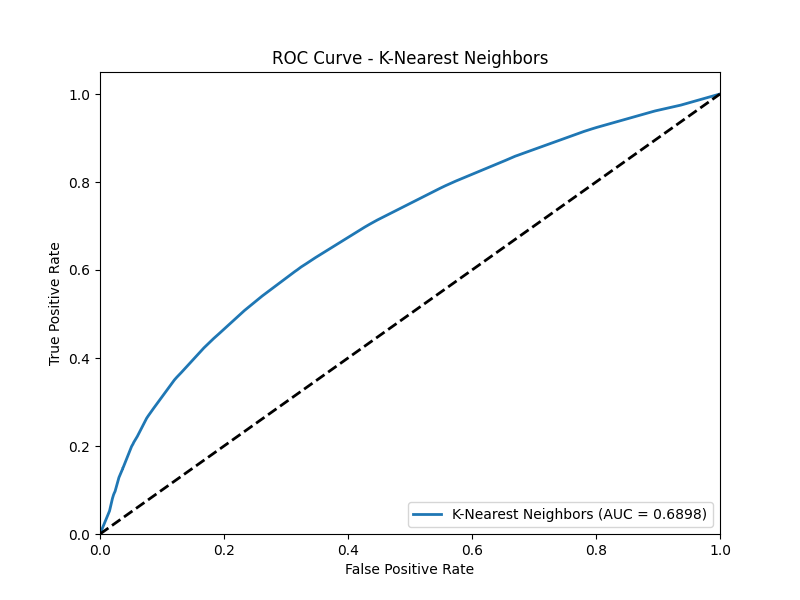 ROC Curve - K-Nearest Neighbors
True Positive Rate
1.0
0.8
0.6
0.4
0.2
0.0
K-Nearest Neighbors (AUC = 0.6898)
0.0 0.2 0.4 0.6 0.8 1.0
False Positive Rate